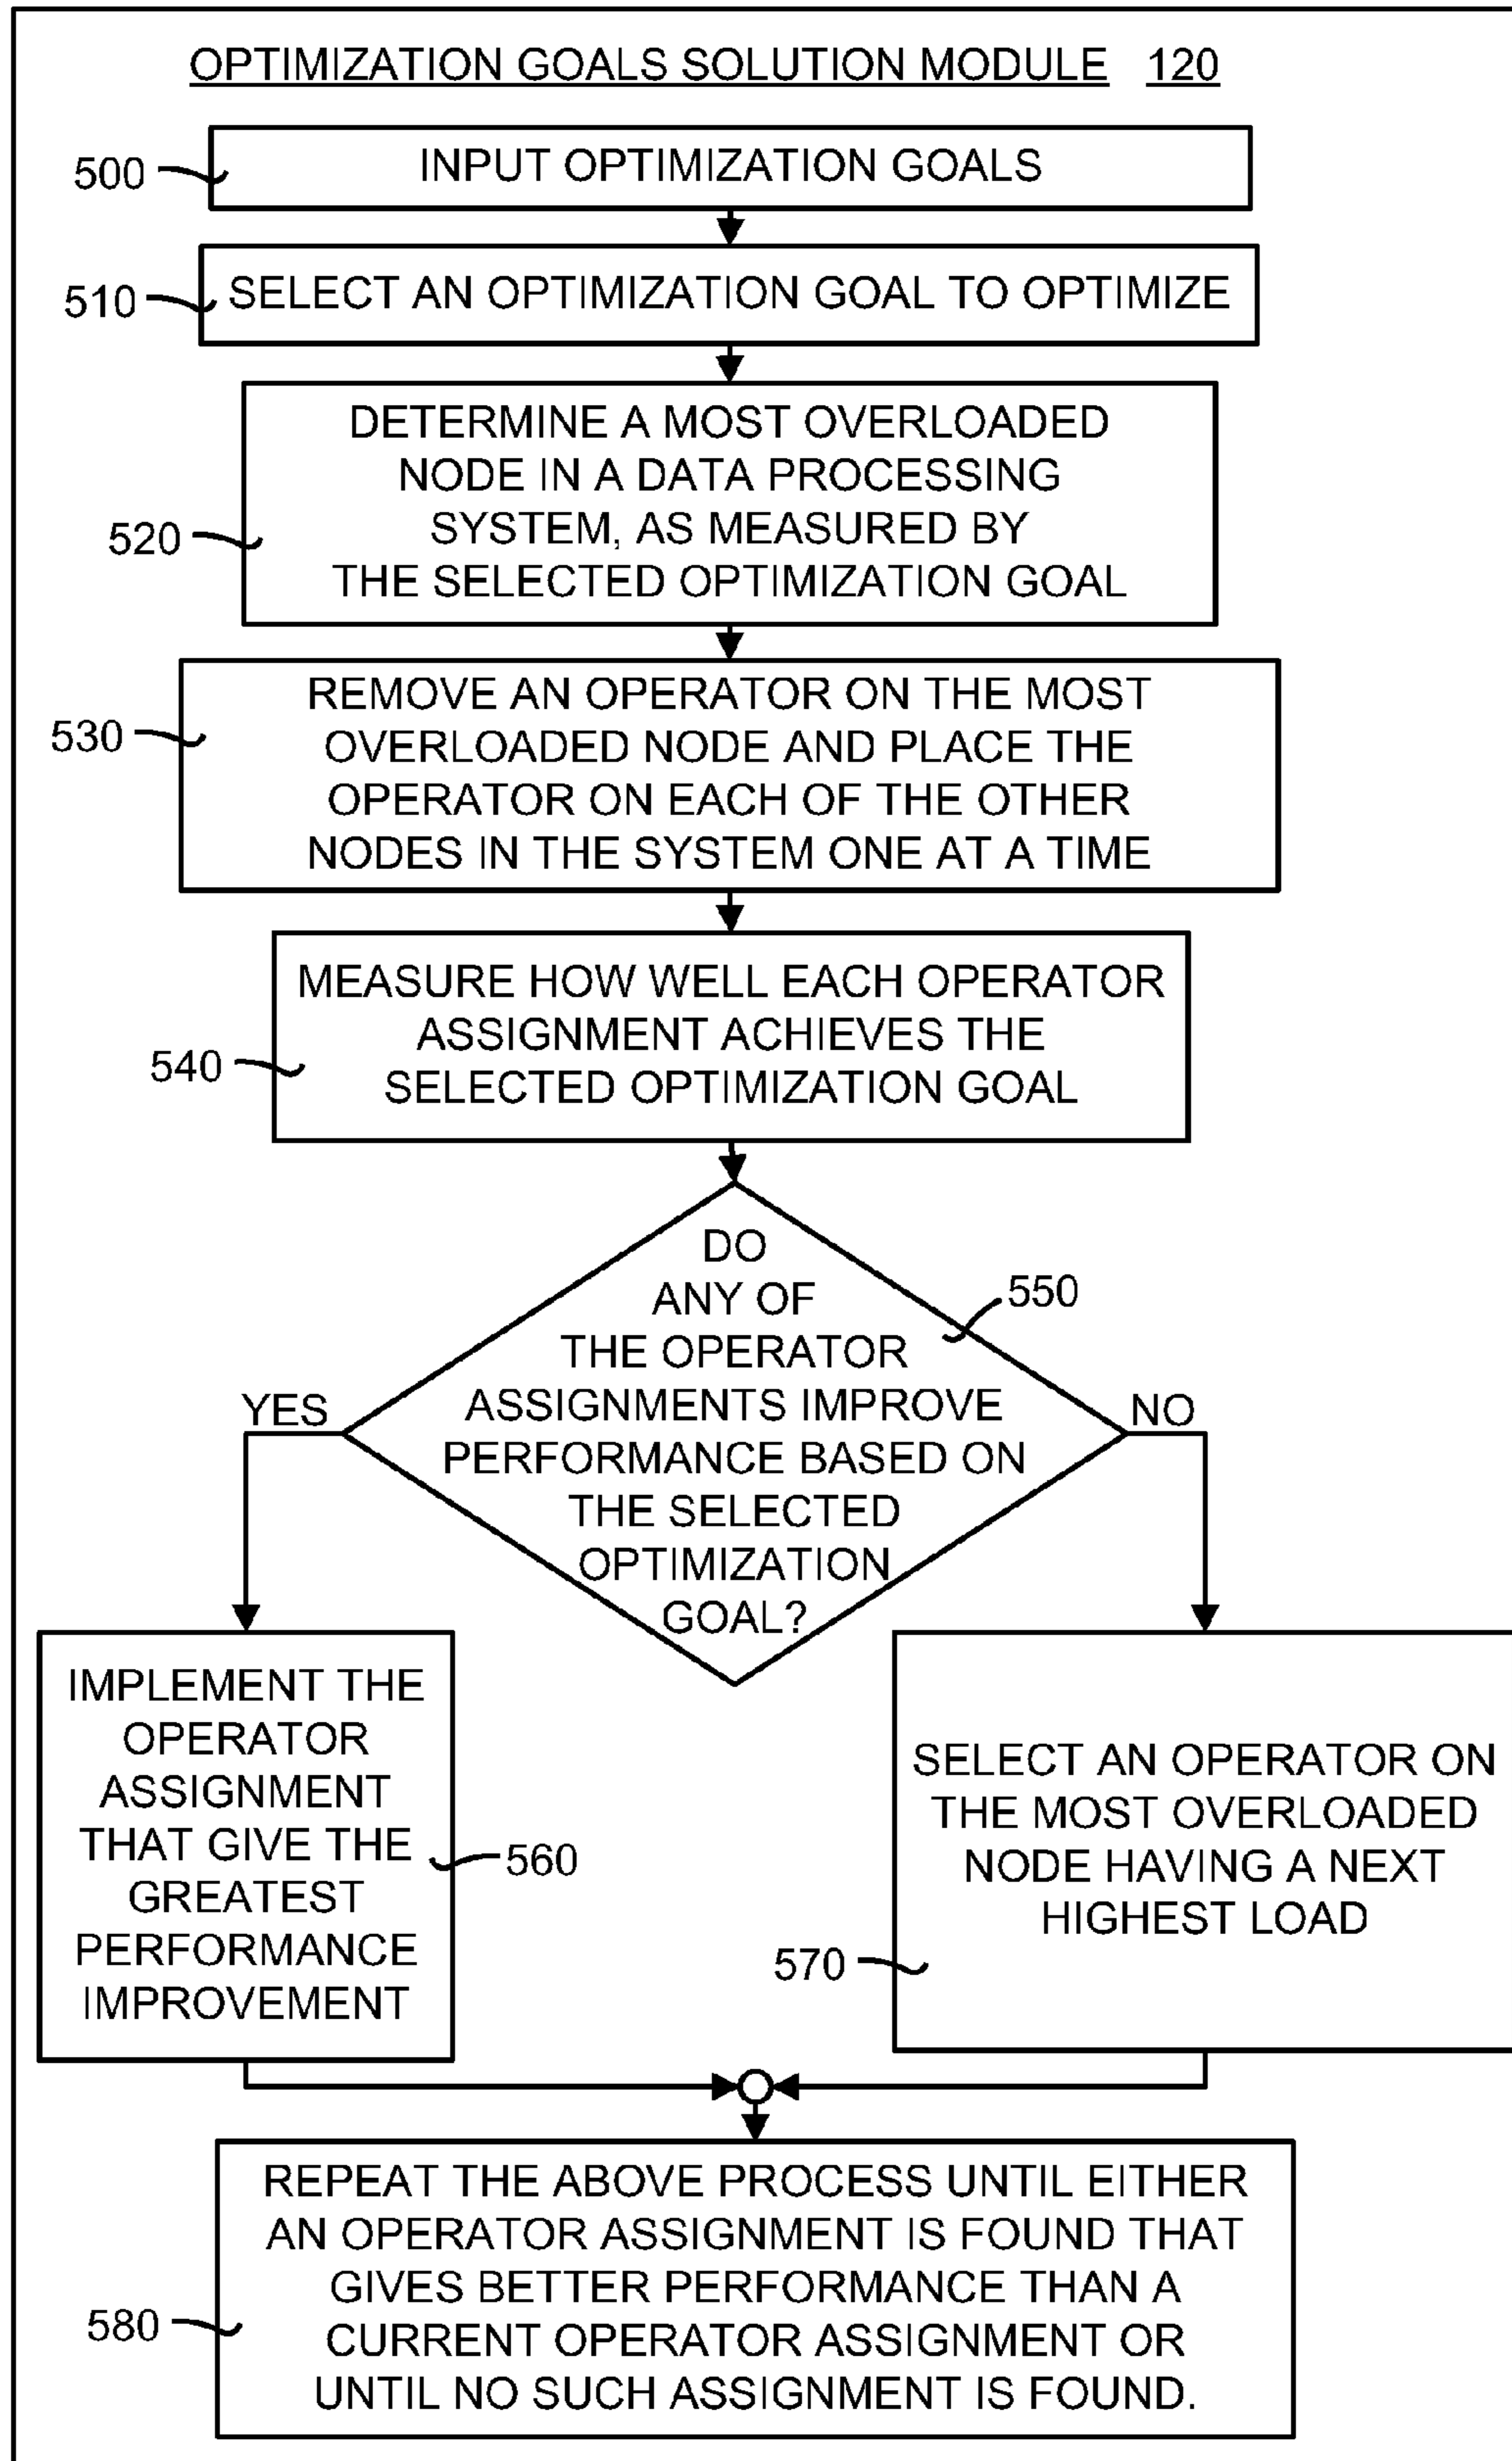 OPTIMIZATION GOALS SOLUTION MODULE 120
500
INPUT OPTIMIZATION GOALS
510
SELECT AN OPTIMIZATION GOAL TO OPTIMIZE
DETERMINE A MOST OVERLOADED
NODE IN A DATA PROCESSING
SYSTEM, AS MEASURED BY
THE SELECTED OPTIMIZATION GOAL
520
REMOVE AN OPERATOR ON THE MOST
OVERLOADED NODE AND PLACE THE
OPERATOR ON EACH OF THE OTHER
NODES IN THE SYSTEM ONE AT A TIME
530
MEASURE HOW WELL EACH OPERATOR
ASSIGNMENT ACHIEVES THE
SELECTED OPTIMIZATION GOAL
540
DO
ANY OF
THE OPERATOR
ASSIGNMENTS IMPROVE
PERFORMANCE BASED ON
THE SELECTED
OPTIMIZATION
GOAL?
550
YES
NO
IMPLEMENT THE
OPERATOR
ASSIGNMENT
THAT GIVE THE
GREATEST
PERFORMANCE
IMPROVEMENT
560
SELECT AN OPERATOR ON
THE MOST OVERLOADED
NODE HAVING A NEXT
HIGHEST LOAD
570
REPEAT THE ABOVE PROCESS UNTIL EITHER
AN OPERATOR ASSIGNMENT IS FOUND THAT
GIVES BETTER PERFORMANCE THAN A
CURRENT OPERATOR ASSIGNMENT OR
UNTIL NO SUCH ASSIGNMENT IS FOUND.
580